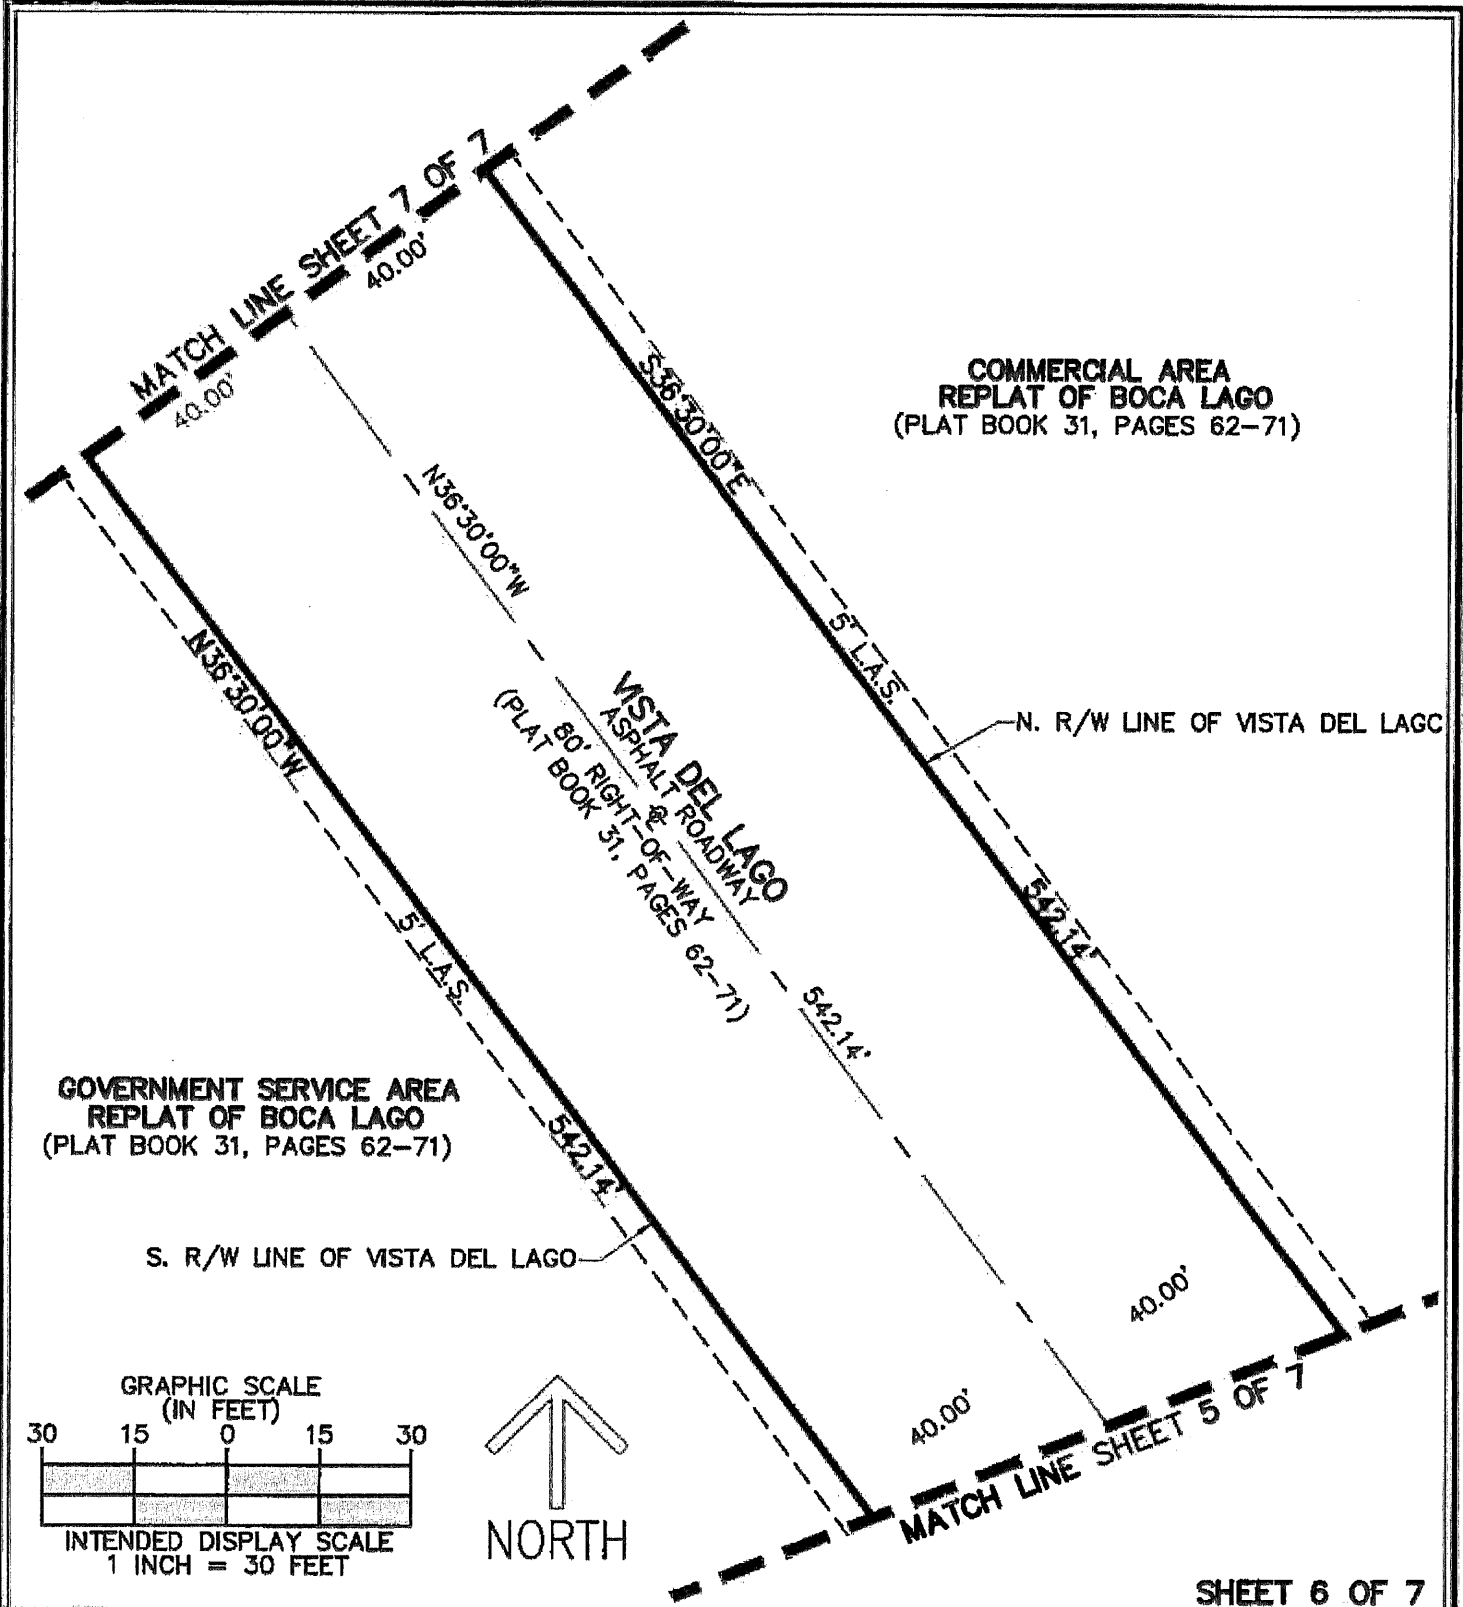 MATCH LINE SHEET 7 OF 7
40.00'
40.00'
COMMERCIAL AREA
REPLAT OF BOCA LAGO
(PLAT BOOK 31, PAGES 62-71)
S36°30'00"E
N36°30'00"W
N36°30'00"W
5' L.A.S.
N. R/W LINE OF VISTA DEL LAGO
VISTA DEL LAGO
ASPHALT ROADWAY
℄
80' RIGHT-OF-WAY
(PLAT BOOK 31, PAGES 62-71)
542.14'
5' L.A.S.
542.14'
GOVERNMENT SERVICE AREA
REPLAT OF BOCA LAGO
(PLAT BOOK 31, PAGES 62-71)
542.14'
S. R/W LINE OF VISTA DEL LAGO
40.00'
40.00'
MATCH LINE SHEET 5 OF 7
GRAPHIC SCALE
(IN FEET)
30 15 0 15 30
INTENDED DISPLAY SCALE
1 INCH = 30 FEET
NORTH
SHEET 6 OF 7